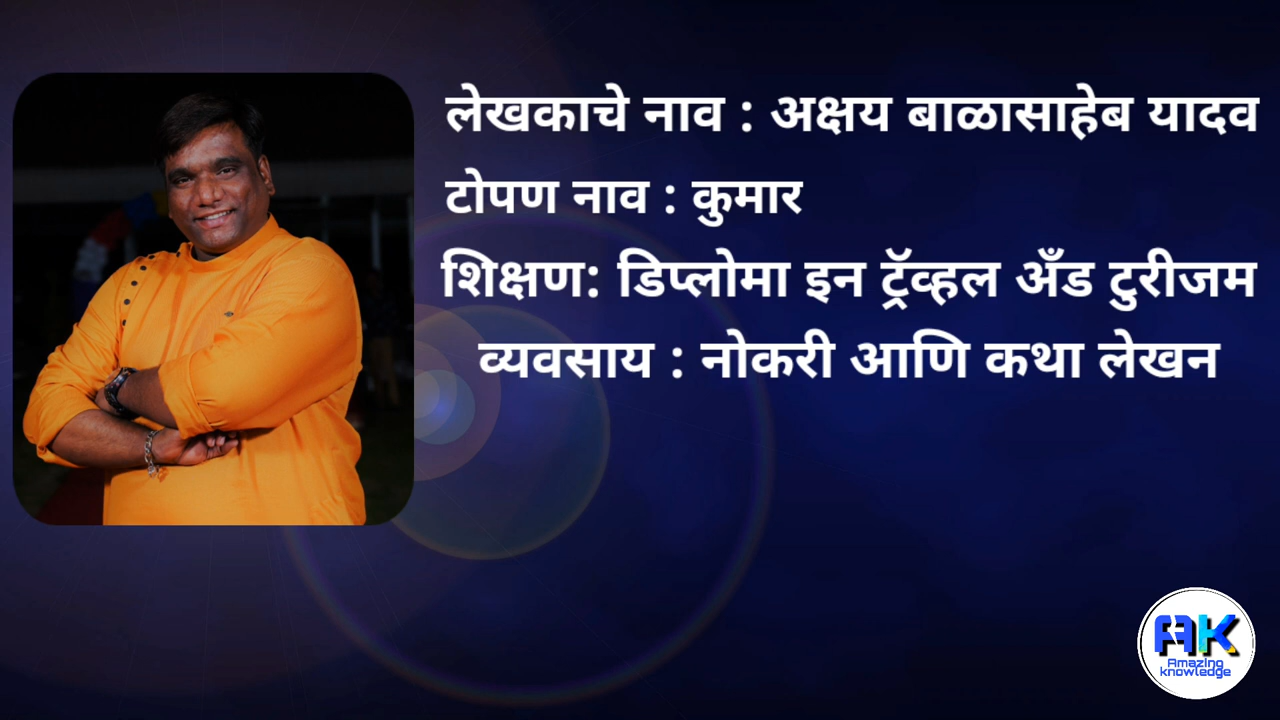 लेखकाचे नाव : अक्षय बाळासाहेब यादव
टोपण नाव : कुमार
शिक्षण: डिप्लोमा इन ट्रॅव्हल अँड टुरीजम
व्यवसाय : नोकरी आणि कथा लेखन
AK
Amazing
knowledge